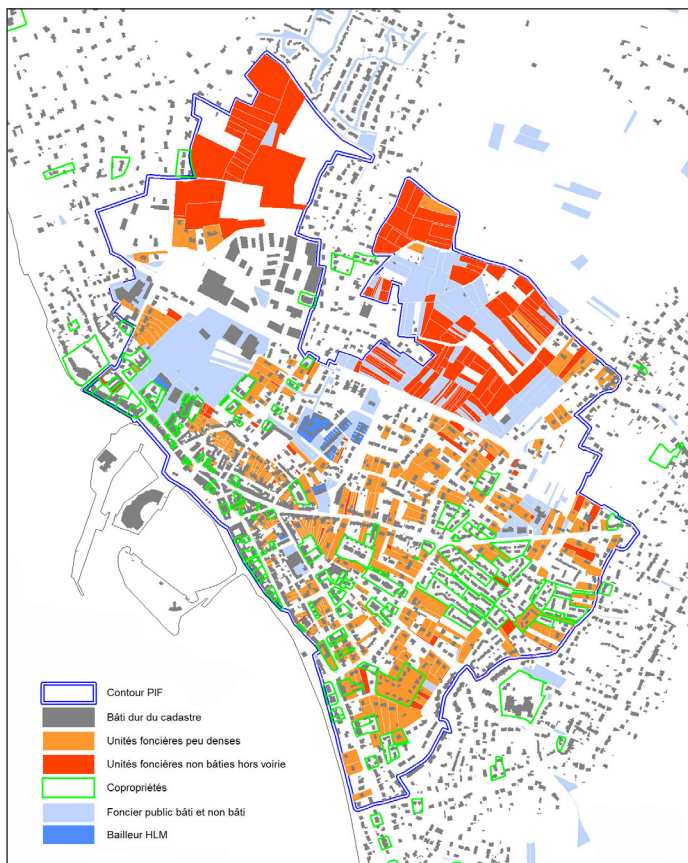 Contour PIF
Bâti dur du cadastre
Unités foncières peu denses
Unités foncières non bâties hors voirie
Copropriétés
Foncier public bâti et non bâti
Bailleur HLM